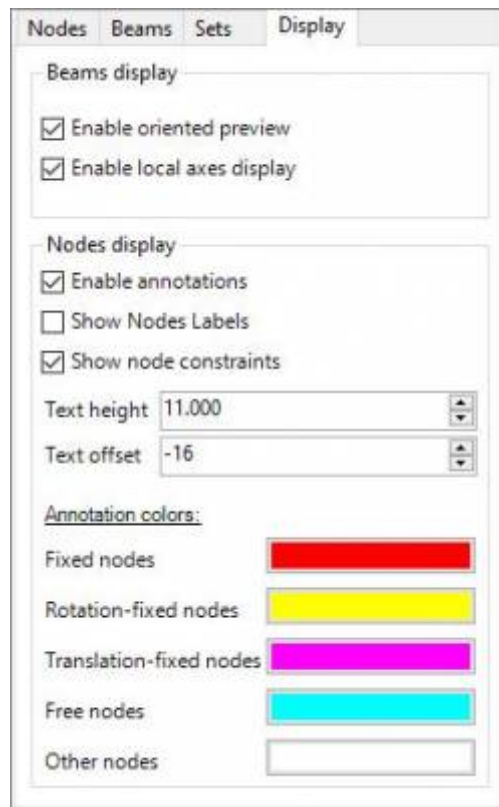 Nodes Beams Sets Display
Beams display
Enable oriented preview
Enable local axes display
Nodes display
Enable annotations
Show Nodes Labels
Show node constraints
Text height 11.000
Text offset -16
Annotation colors:
Fixed nodes
Rotation-fixed nodes
Translation-fixed nodes
Free nodes
Other nodes